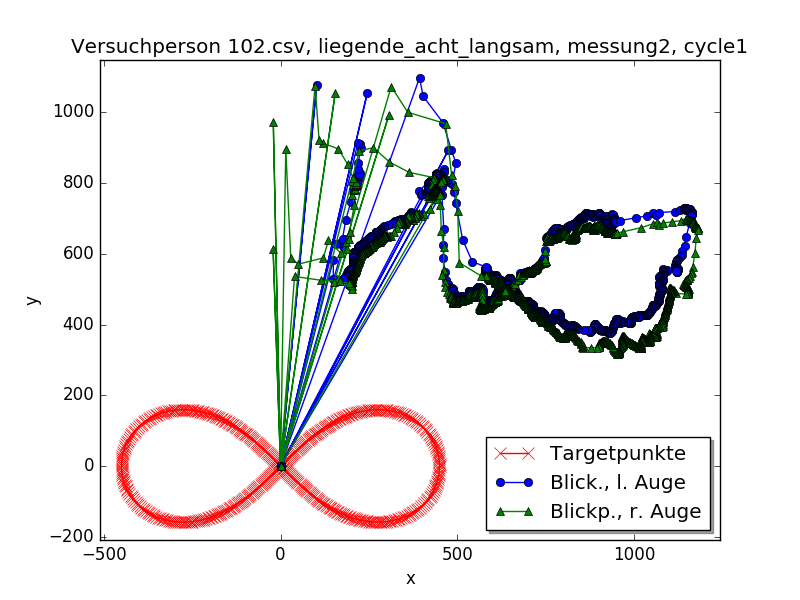 Versuchperson 102.csv, liegende_acht_langsam, messung2, cycle1
1000
800
600
400
200
0
−200
y
−500
0
500
1000
x
Targetpunkte
Blick., l. Auge
Blickp., r. Auge